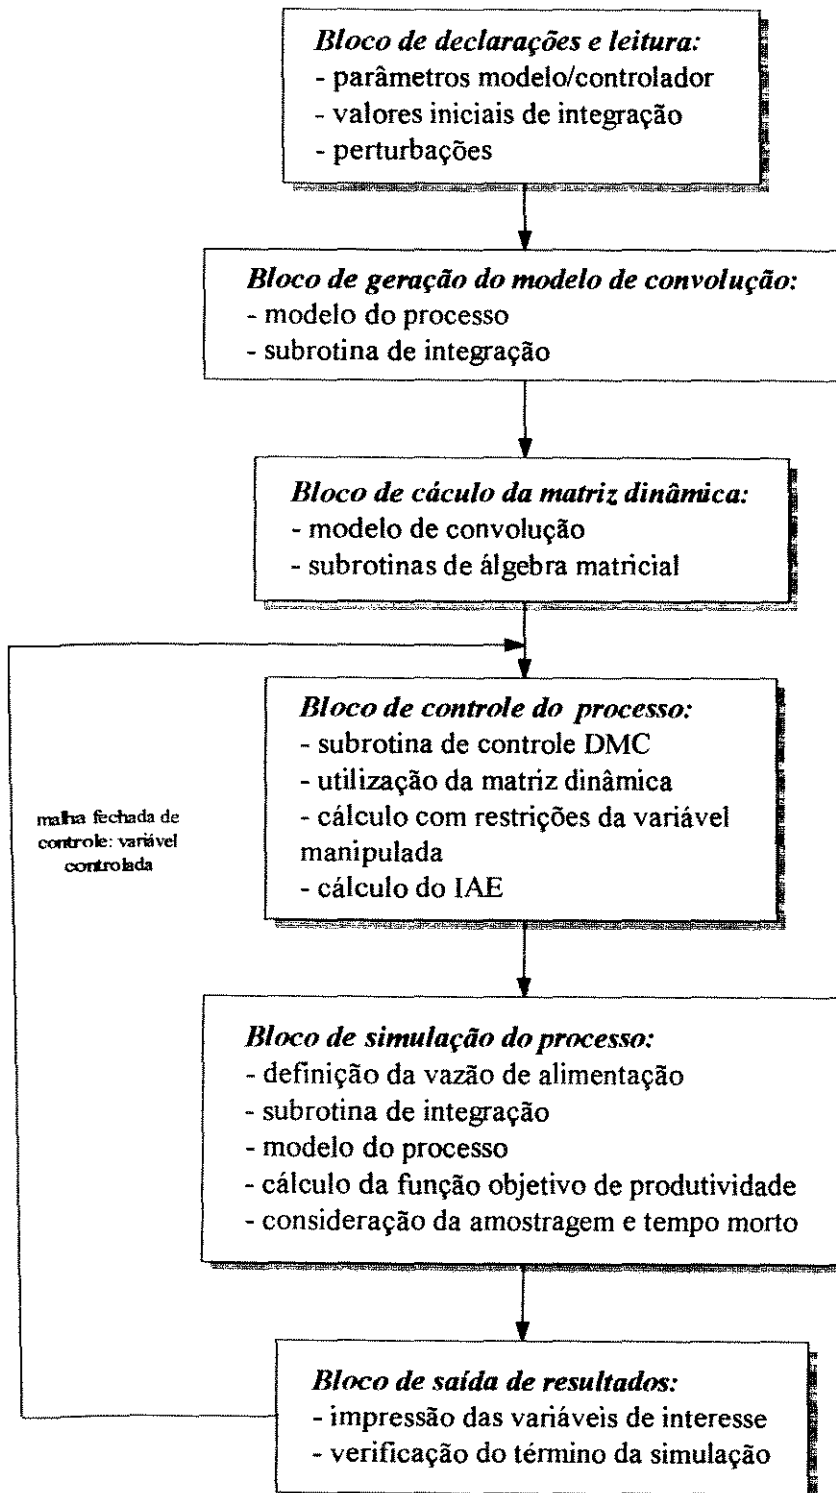 Bloco de declarações e leitura:
- parâmetros modelo/controlador
- valores iniciais de integração
- perturbações
Bloco de geração do modelo de convolução:
- modelo do processo
- subrotina de integração
Bloco de cáculo da matriz dinâmica:
- modelo de convolução
- subrotinas de álgebra matricial
Bloco de controle do processo:
- subrotina de controle DMC
- utilização da matriz dinâmica
- cálculo com restrições da variável
manipulada
- cálculo do IAE
malha fechada de
controle: variável
controlada
Bloco de simulação do processo:
- definição da vazão de alimentação
- subrotina de integração
- modelo do processo
- cálculo da função objetivo de produtividade
- consideração da amostragem e tempo morto
Bloco de saída de resultados:
- impressão das variáveis de interesse
- verificação do término da simulação